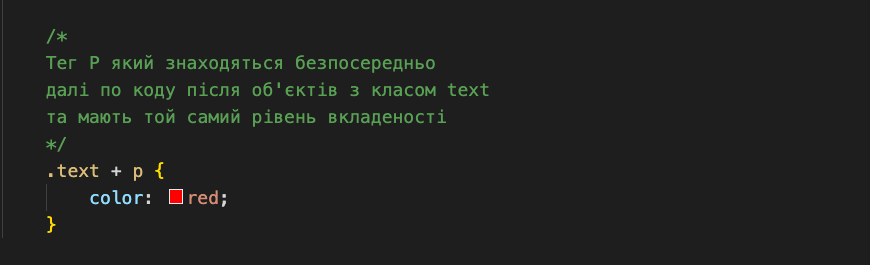 /*
Тег P який знаходяться безпосередньо
далі по коду після об'єктів з класом text
та мають той самий рівень вкладеності
*/
.text + p {
color: red;
}